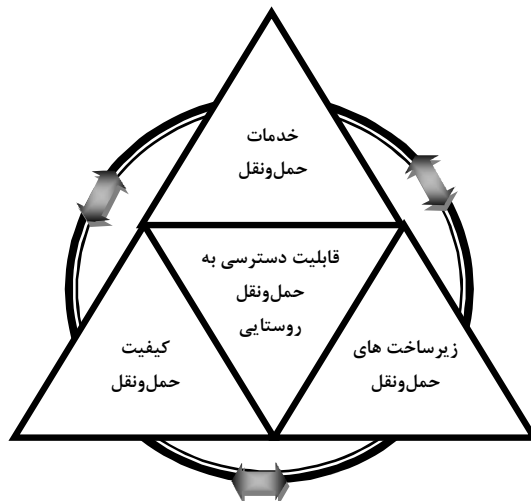 خدمات
حمل‌ونقل
قابلیت دسترسی به
حمل‌ونقل
روستایی
زیرساخت های
حمل‌ونقل
کیفیت
حمل‌ونقل